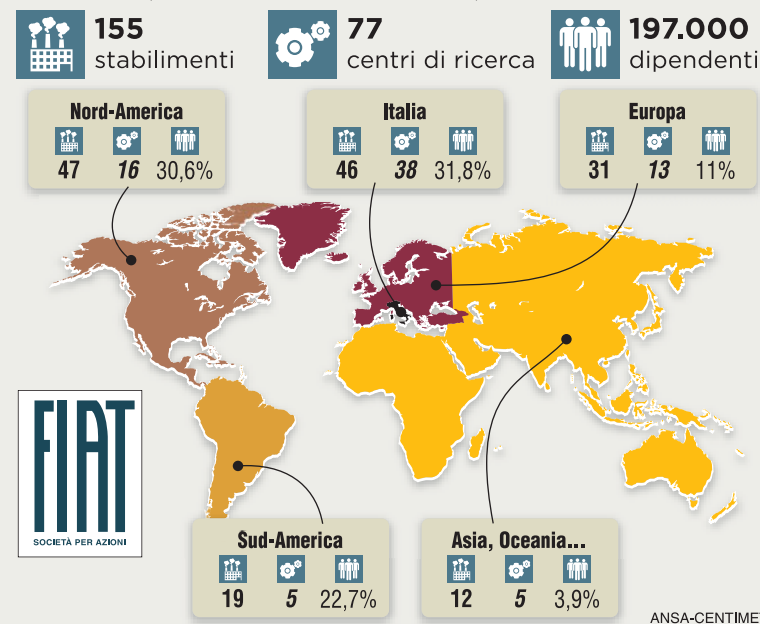 155
stabilimenti
77
centri di ricerca
197.000
dipendenti
Nord-America
47 16 30,6%
Italia
46 38 31,8%
Europa
31 13 11%
FIAT
SOCIETÀ PER AZIONI
Sud-America
19 5 22,7%
Asia, Oceania...
12 5 3,9%